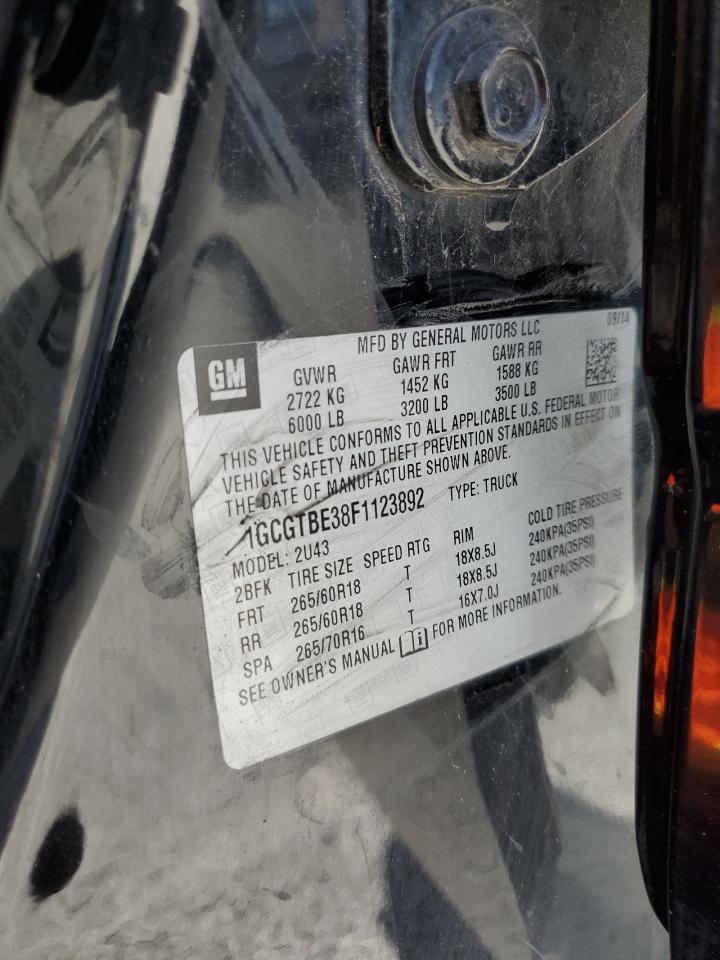 09/14
MFD BY GENERAL MOTORS LLC
GM
GVWR GAWR FRT GAWR RR
2722 KG 1452 KG 1588 KG
6000 LB 3200 LB 3500 LB
THIS VEHICLE CONFORMS TO ALL APPLICABLE U.S. FEDERAL MOTOR
VEHICLE SAFETY AND THEFT PREVENTION STANDARDS IN EFFECT ON
THE DATE OF MANUFACTURE SHOWN ABOVE.
1GCGTBE38F1123892 TYPE: TRUCK
MODEL: 2U43
2BFK TIRE SIZE SPEED RTG RIM COLD TIRE PRESSURE
FRT 265/60R18 T 18X8.5J 240KPA(35PSI)
RR 265/60R18 T 18X8.5J 240KPA(35PSI)
SPA 265/70R16 T 16X7.0J 240KPA(35PSI)
SEE OWNER'S MANUAL FOR MORE INFORMATION.